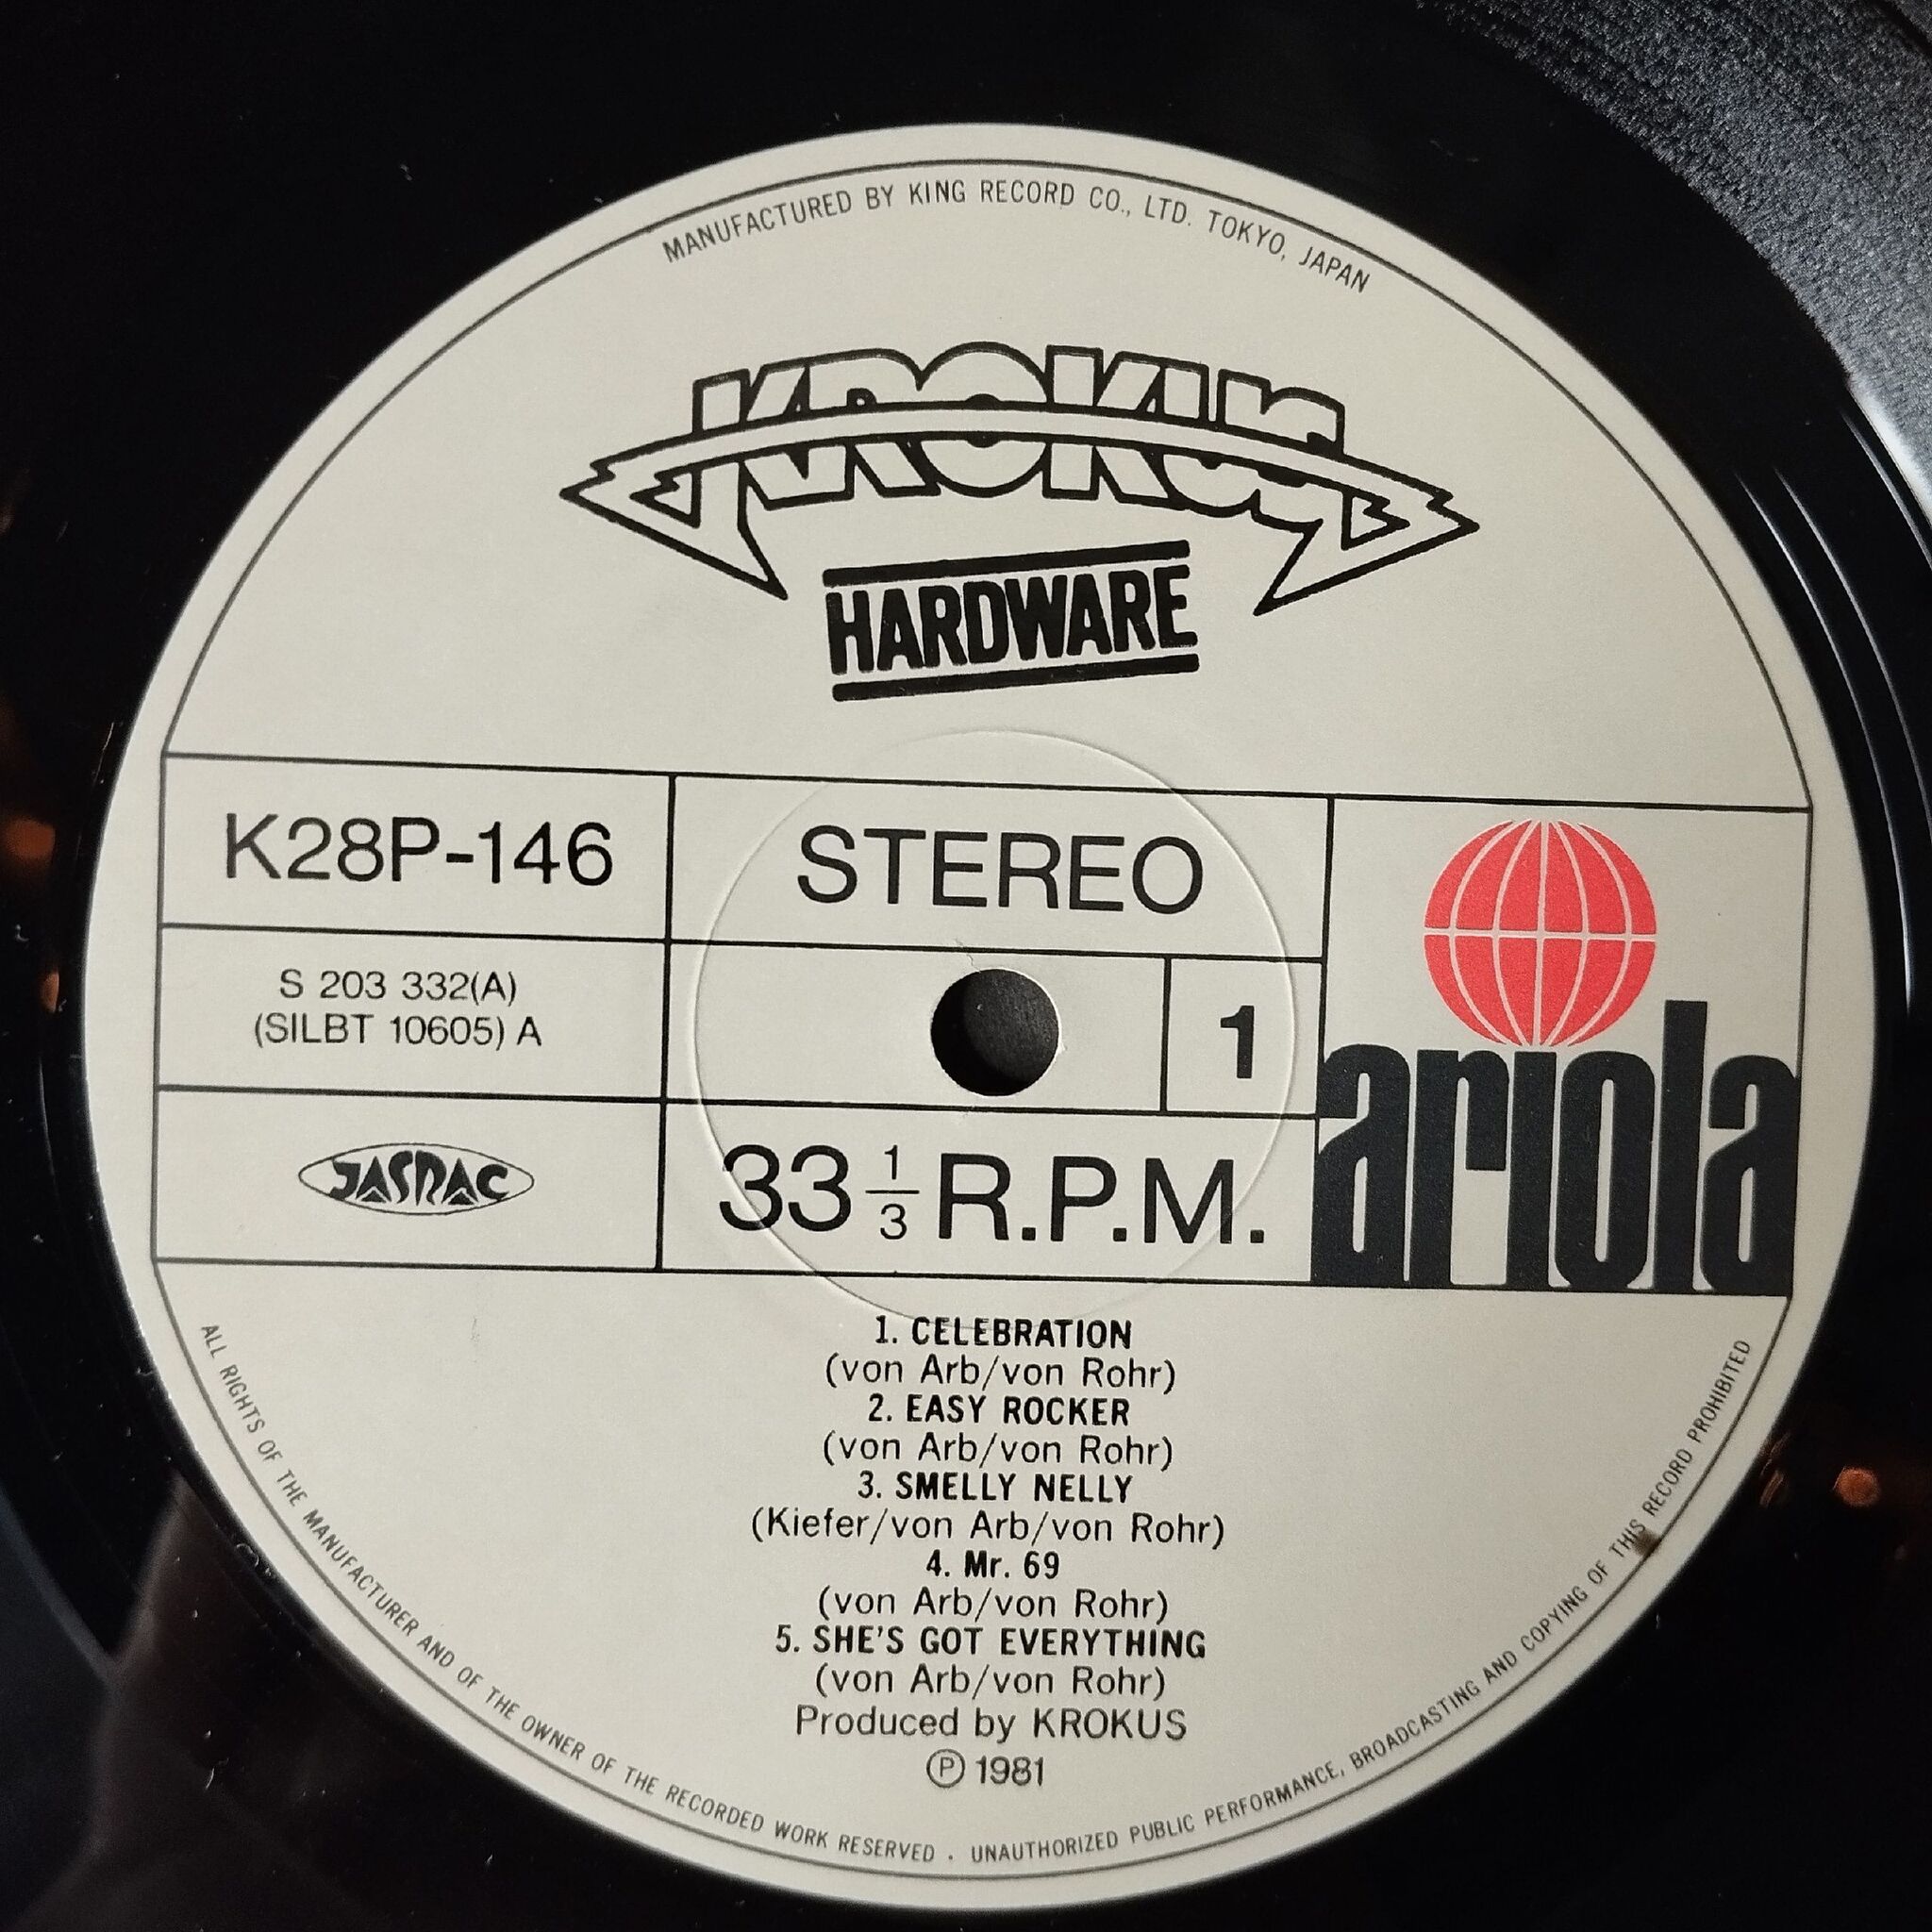 MANUFACTURED BY KING RECORD CO., LTD. TOKYO, JAPAN
KROKUS
HARDWARE
K28P-146
STEREO
S 203 332(A)
(SILBT 10605) A
1
ariola
JASRAC
33 1/3 R.P.M.
1. CELEBRATION
(von Arb/von Rohr)
2. EASY ROCKER
(von Arb/von Rohr)
3. SMELLY NELLY
(Kiefer/von Arb/von Rohr)
4. Mr. 69
(von Arb/von Rohr)
5. SHE'S GOT EVERYTHING
(von Arb/von Rohr)
Produced by KROKUS
Ⓟ 1981
ALL RIGHTS OF THE MANUFACTURER AND OF THE OWNER OF THE RECORDED WORK RESERVED . UNAUTHORIZED PUBLIC PERFORMANCE, BROADCASTING AND COPYING OF THIS RECORD PROHIBITED